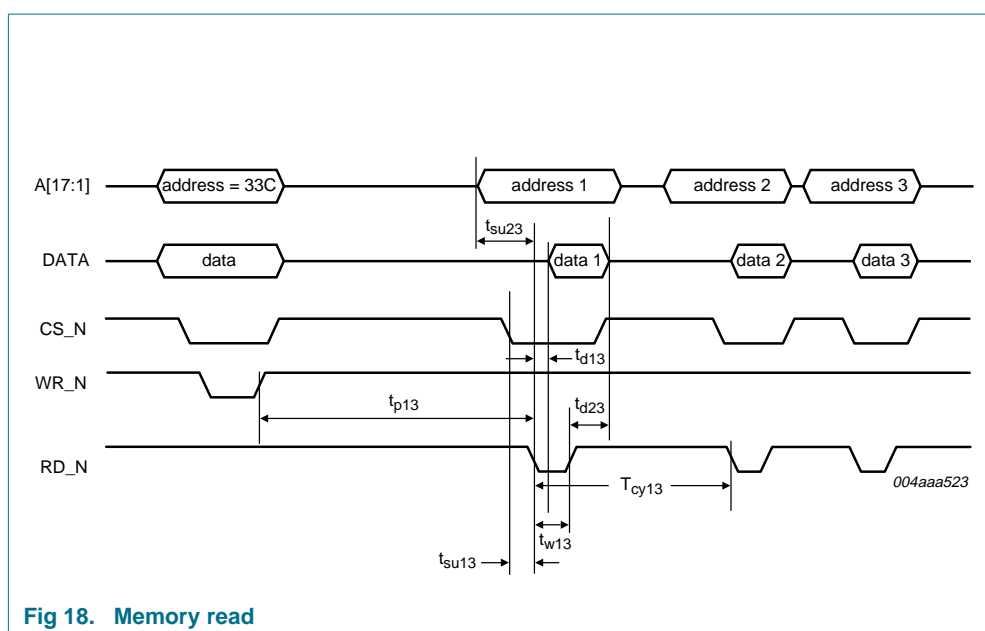 A[17:1]
address = 33C
address 1
address 2
address 3
tsu23
DATA
data
data 1
data 2
data 3
CS_N
td13
WR_N
tp13
td23
RD_N
Tcy13
004aaa523
tw13
tsu13
Fig 18. Memory read